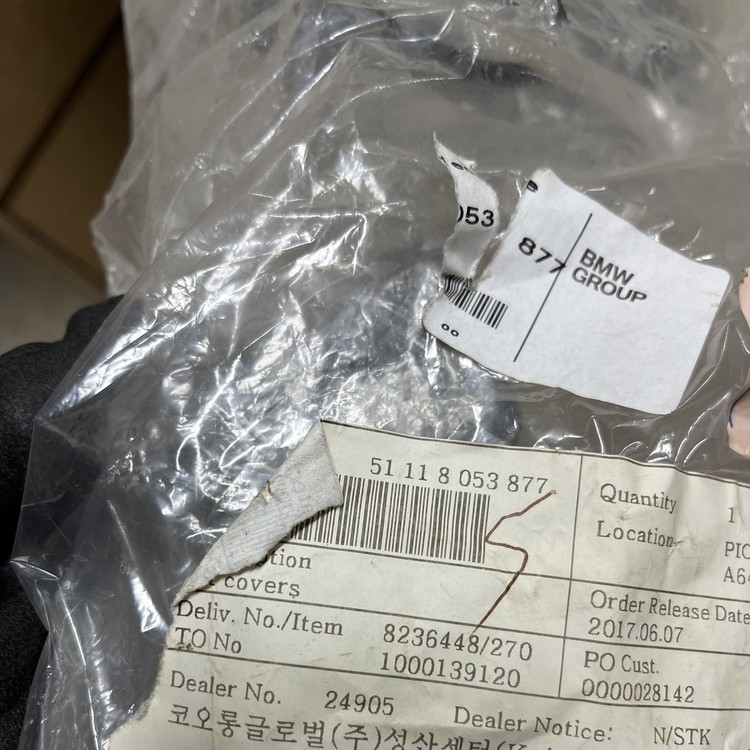 053
877
BMW
GROUP
51 11 8 053 877
Quantity 1
Location
covers
Order Release Date
2017.06.07
Deliv. No./Item 8236448/270
TO No 1000139120
PO Cust.
0000028142
Dealer No. 24905 Dealer Notice: N/STK
코오롱글로벌(주)성산센터